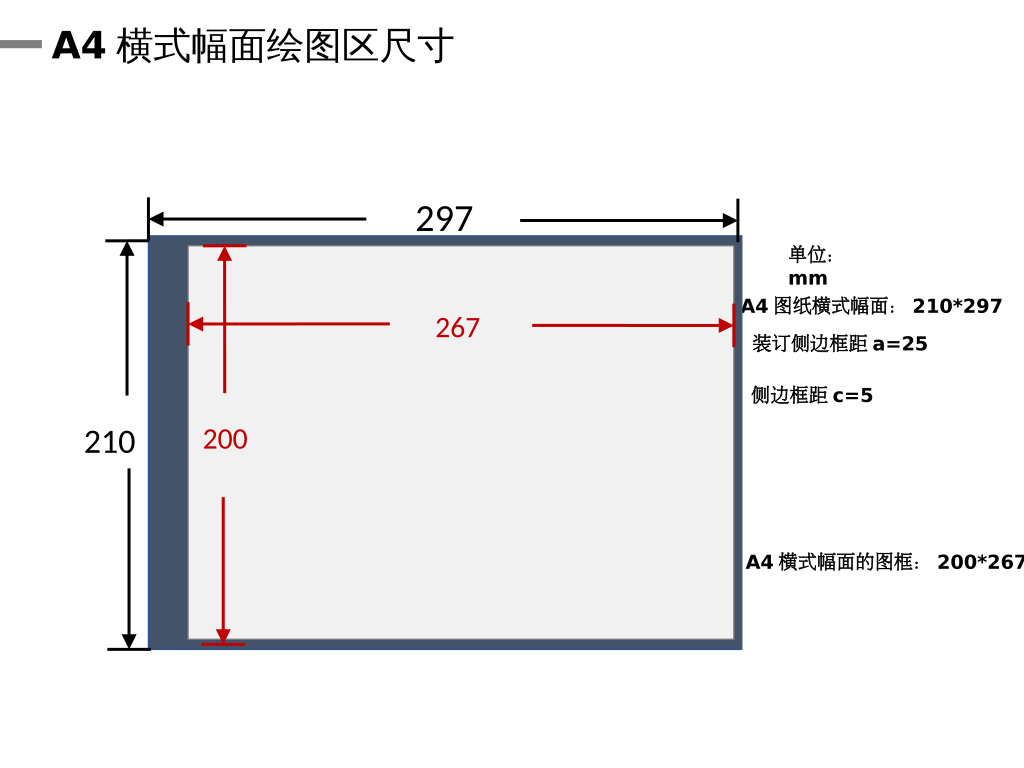 A4 横式幅面绘图区尺寸
297
单位：
mm
A4 图纸横式幅面： 210*297
267
装订侧边框距 a=25
侧边框距 c=5
210
200
A4 横式幅面的图框： 200*267